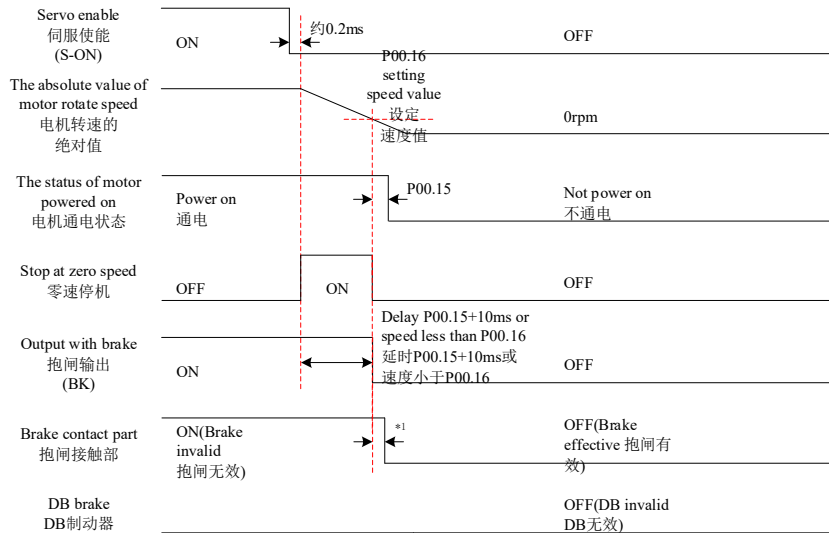 Servo enable
伺服使能
(S-ON)
ON
约0.2ms
OFF
The absolute value of
motor rotate speed
电机转速的
绝对值
P00.16
setting
speed value
设定
速度值
0rpm
The status of motor
powered on
电机通电状态
Power on
通电
P00.15
Not power on
不通电
Stop at zero speed
零速停机
OFF
ON
OFF
Output with brake
抱闸输出
(BK)
ON
Delay P00.15+10ms or
speed less than P00.16
延时P00.15+10ms或
速度小于P00.16
OFF
Brake contact part
抱闸接触部
ON(Brake
invalid
抱闸无效)
*1
OFF(Brake
effective 抱闸有
效)
DB brake
DB制动器
OFF(DB invalid
DB无效)